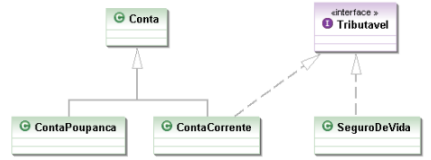 C Conta
«interface »
I Tributavel
C ContaPoupanca
C ContaCorrente
C SeguroDeVida